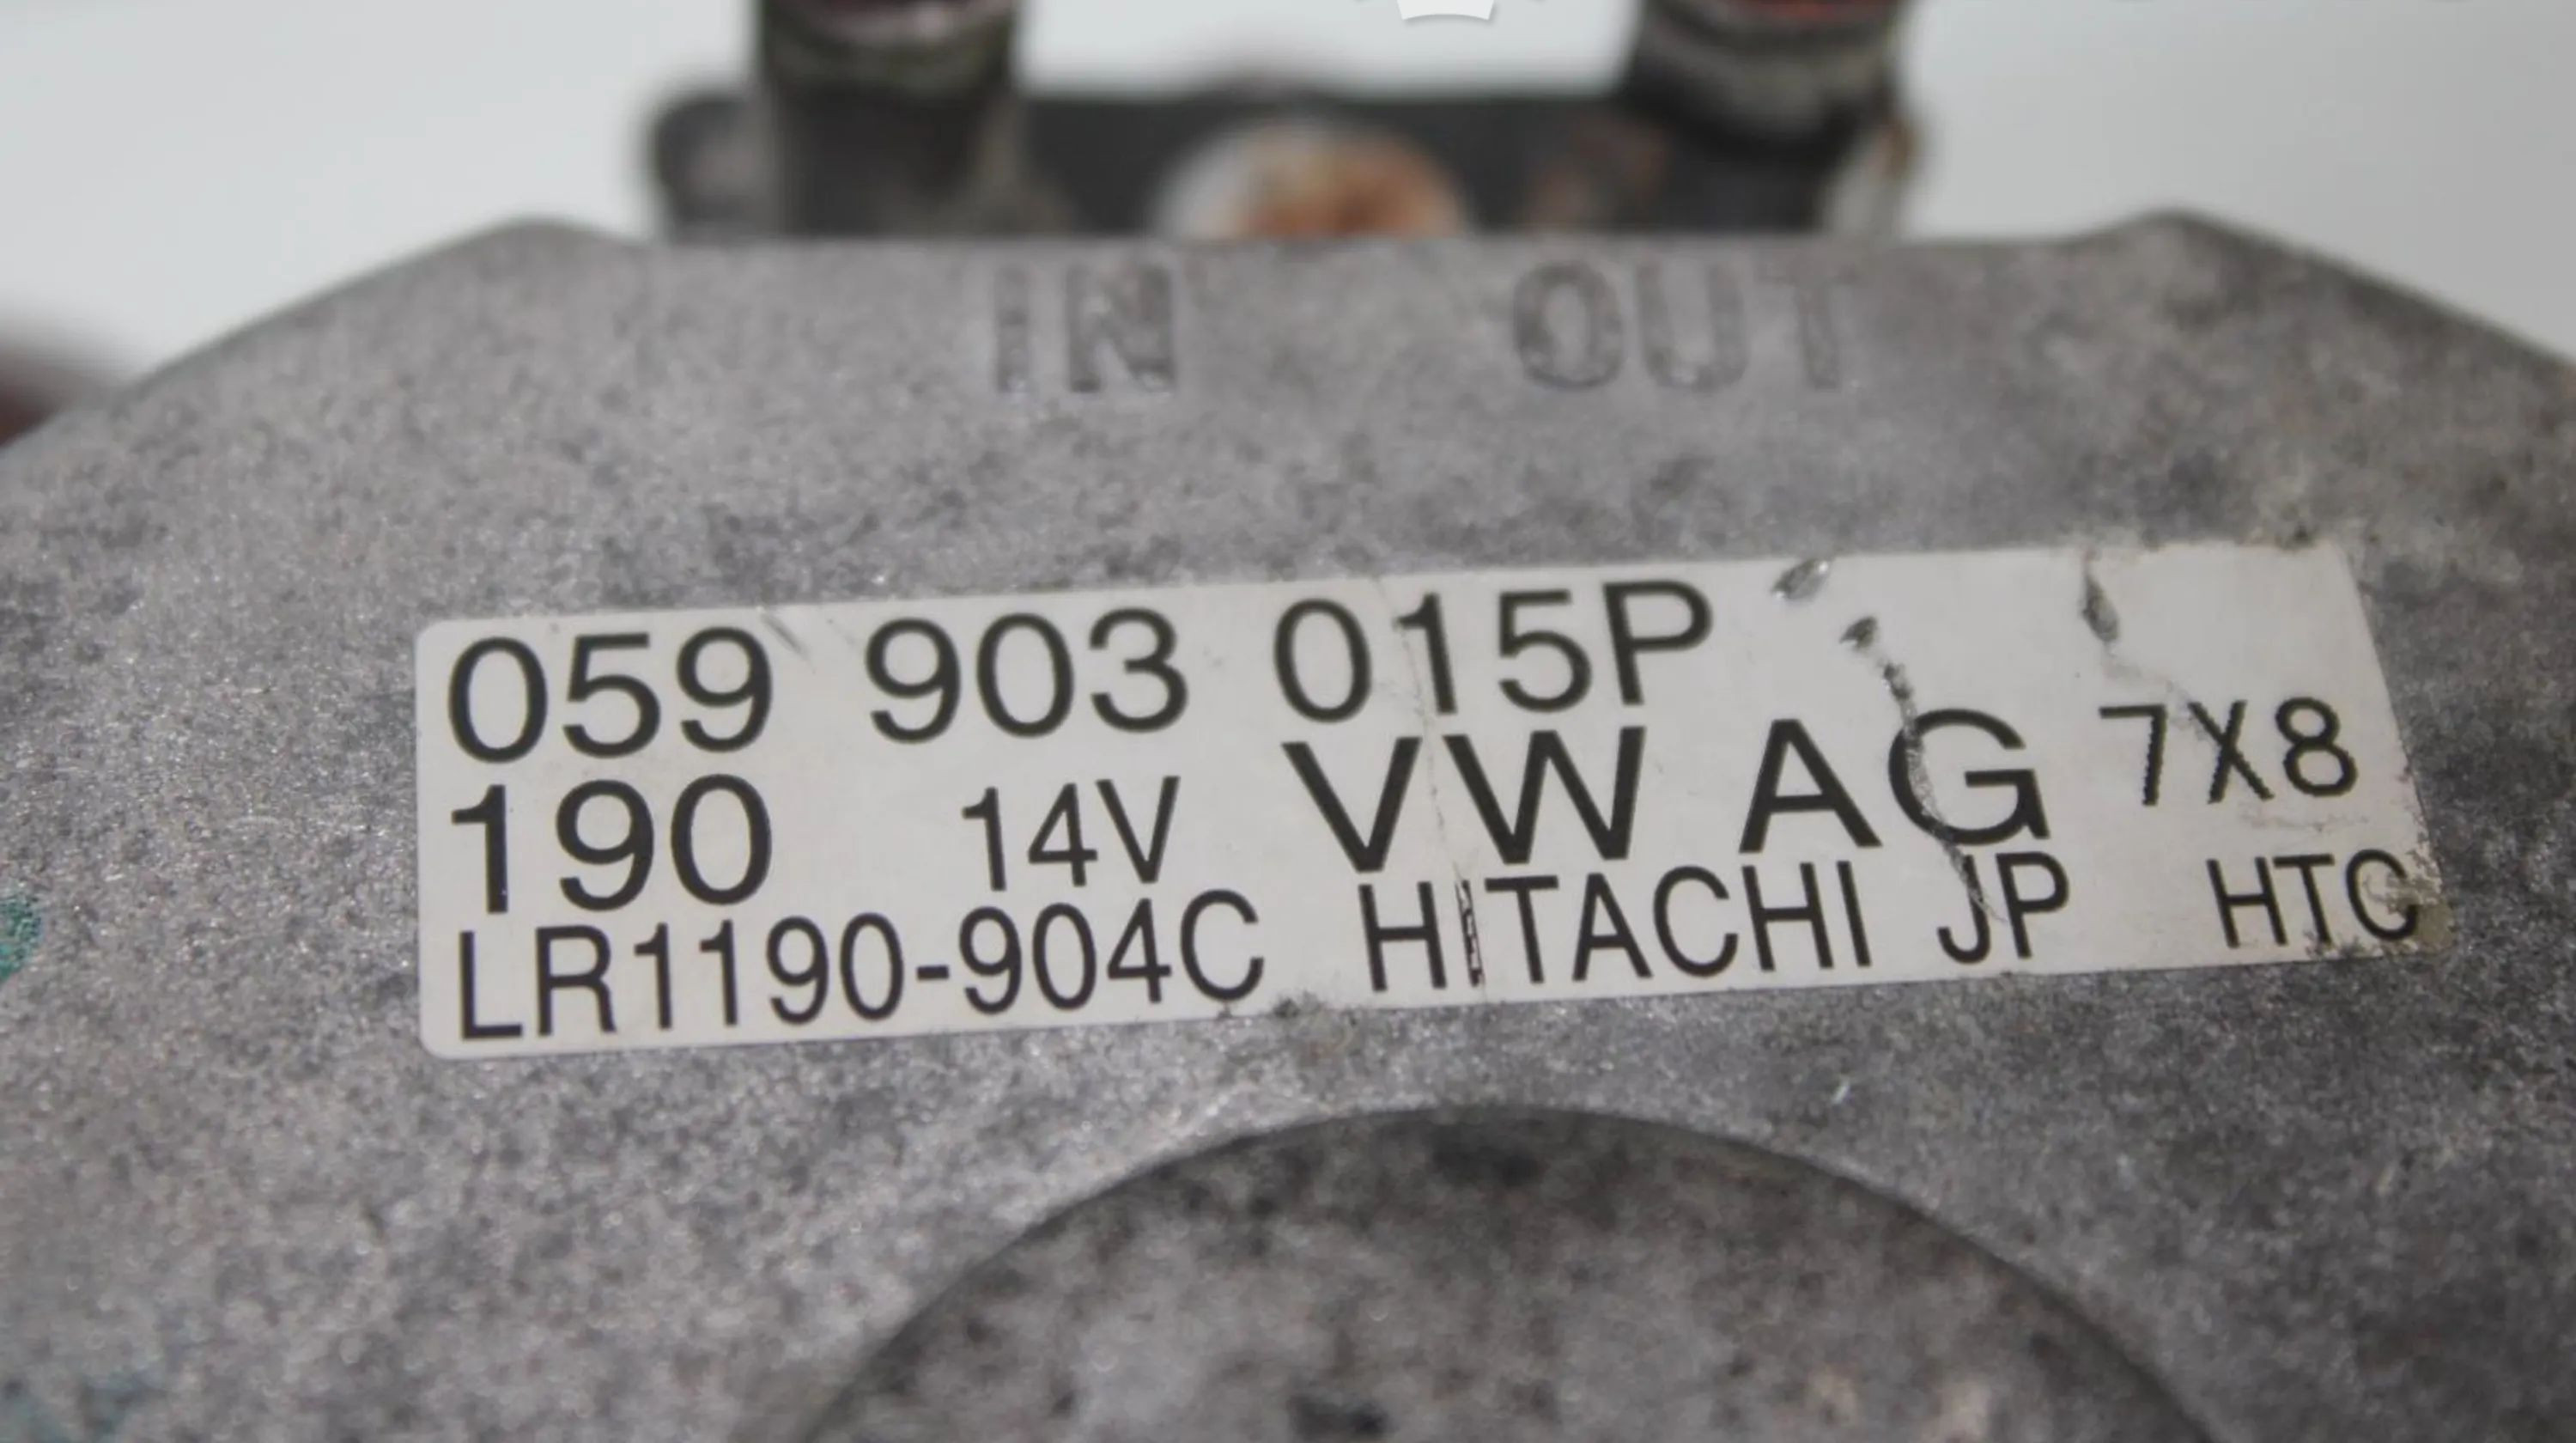 IN OUT
059 903 015P
190 14V VW AG 7X8
LR1190-904C HITACHI JP HTC